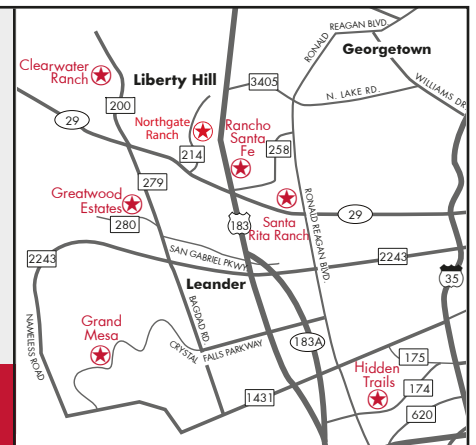 REAGAN BLVD.
RONALD
Georgetown
Clearwater
Ranch
Liberty Hill
3405
N. LAKE RD.
WILLIAMS DR
200
29
Northgate
Ranch
214
Rancho
Santa
Fe
258
279
Greatwood
Estates
280
183
Santa
Rita Ranch
RONALD REAGAN BLVD.
29
2243
SAN GABRIEL PKWY
2243
Leander
35
NAMELESS ROAD
BAGDAD RD
Grand
Mesa
CRYSTAL FALLS PARKWAY
183A
175
Hidden
Trails
174
1431
620